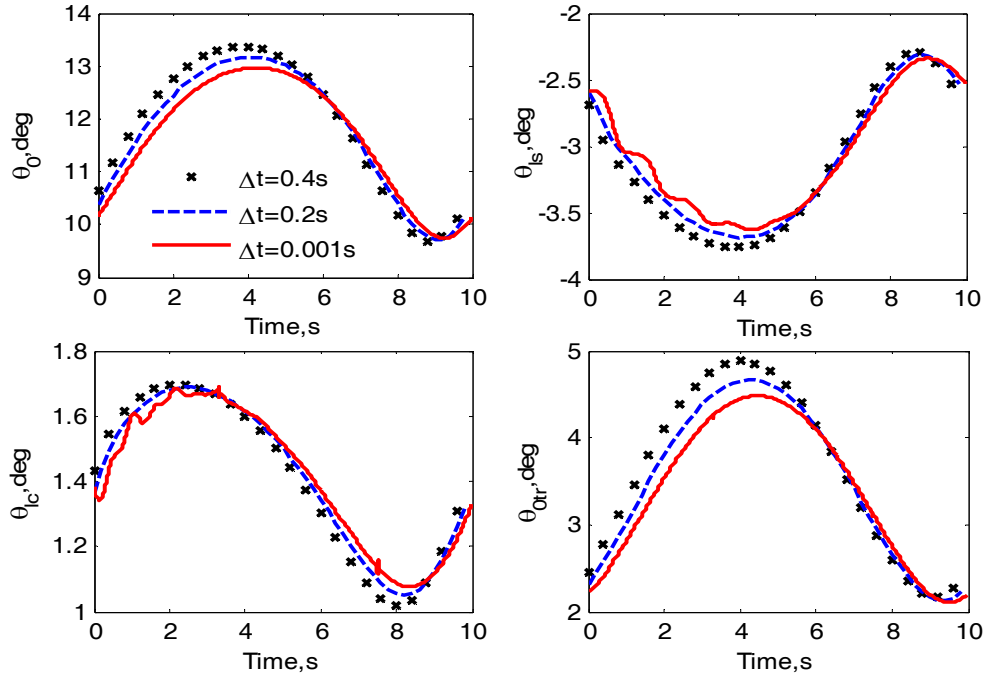 14
13
12
11
10
9
θ0,deg
Δt=0.4s
Δt=0.2s
Δt=0.001s
0 2 4 6 8 10
Time,s
-2
-2.5
-3
-3.5
-4
θls,deg
0 2 4 6 8 10
Time,s
1.8
1.6
1.4
1.2
1
θlc,deg
0 2 4 6 8 10
Time,s
5
4
3
2
θ0tr,deg
0 2 4 6 8 10
Time,s